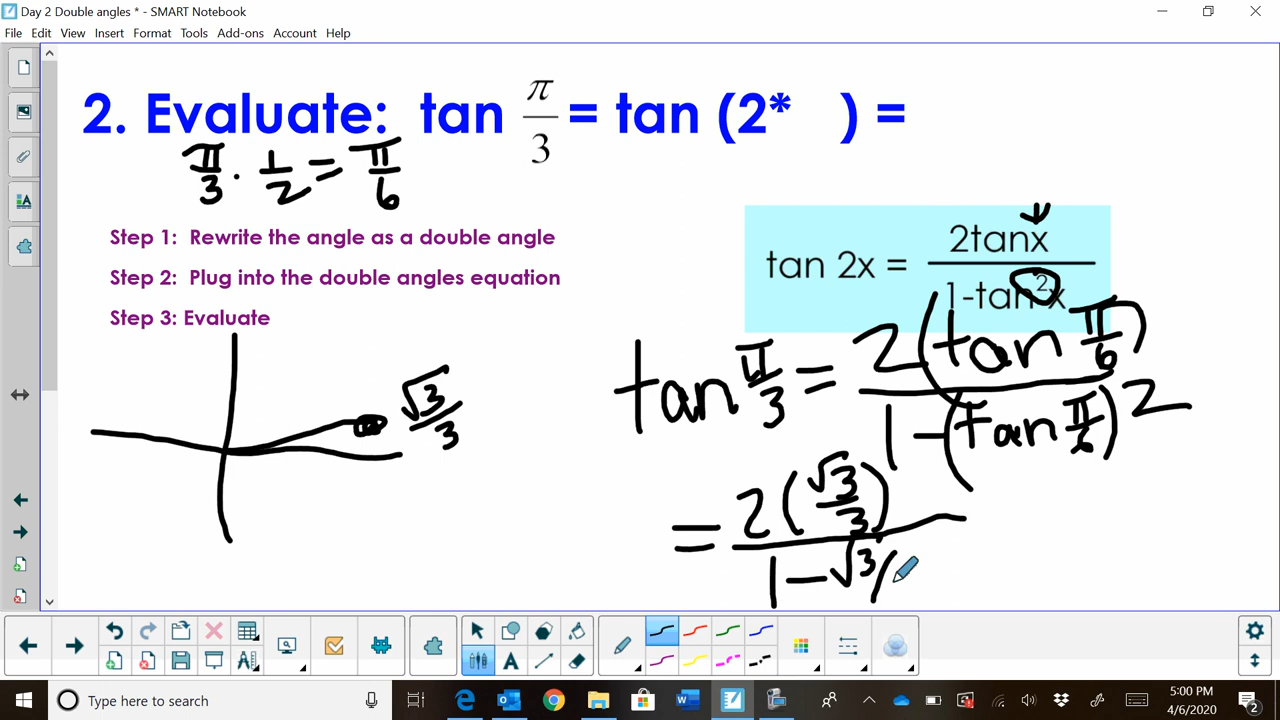 Day 2 Double angles * - SMART Notebook
File Edit View Insert Format Tools Add-ons Account Help
2. Evaluate: tan π/3 = tan (2* ) =
π/3 · 1/2 = π/6
Step 1: Rewrite the angle as a double angle
Step 2: Plug into the double angles equation
Step 3: Evaluate
tan 2x = 2tanx / 1-tan²x
√3/3
tan π/3 = 2(tan π/6) / 1-(tan π/6)²
= 2(√3/3) / 1-√3/
Type here to search
5:00 PM
4/6/2020
2